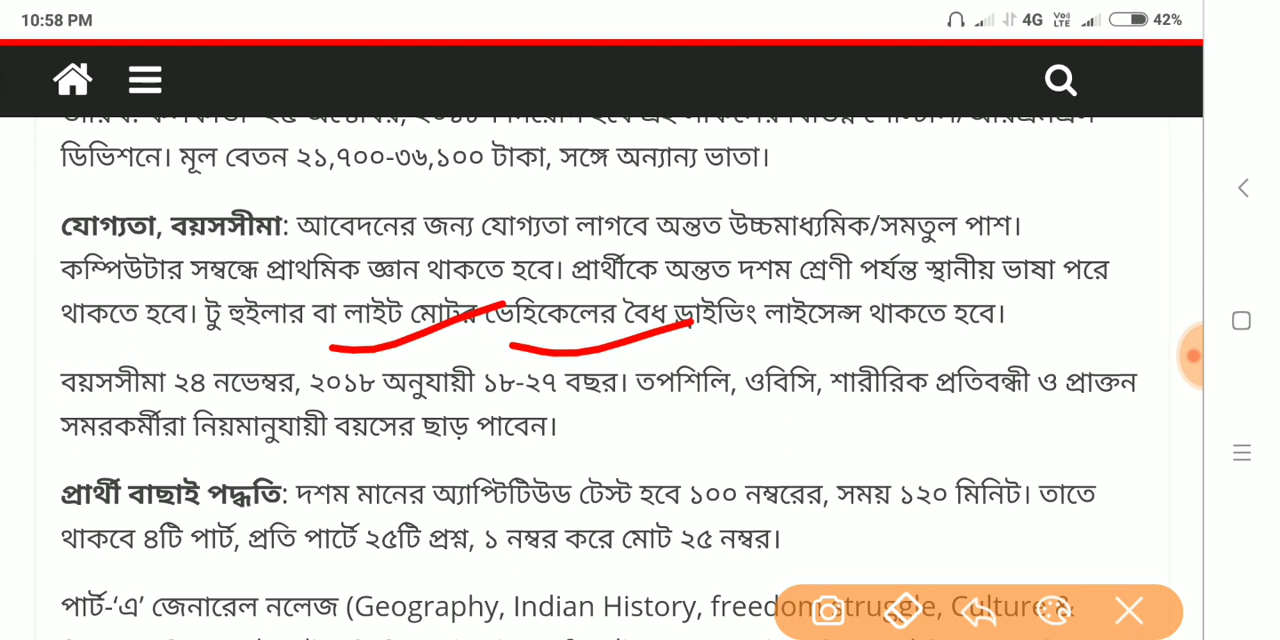 10:58 PM
4G VoLTE 42%
ডিভিশনে। মূল বেতন ২১,৭০০-৩৬,১০০ টাকা, সঙ্গে অন্যান্য ভাতা।
যোগ্যতা, বয়সসীমা: আবেদনের জন্য যোগ্যতা লাগবে অন্তত উচ্চমাধ্যমিক/সমতুল পাশ।
কম্পিউটার সম্বন্ধে প্রাথমিক জ্ঞান থাকতে হবে। প্রার্থীকে অন্তত দশম শ্রেণী পর্যন্ত স্থানীয় ভাষা পরে
থাকতে হবে। টু হুইলার বা লাইট মোটর ভেহিকেলের বৈধ ড্রাইভিং লাইসেন্স থাকতে হবে।
বয়সসীমা ২৪ নভেম্বর, ২০১৮ অনুযায়ী ১৮-২৭ বছর। তপশিলি, ওবিসি, শারীরিক প্রতিবন্ধী ও প্রাক্তন
সমরকর্মীরা নিয়মানুযায়ী বয়সের ছাড় পাবেন।
প্রার্থী বাছাই পদ্ধতি: দশম মানের অ্যাপ্টিটিউড টেস্ট হবে ১০০ নম্বরের, সময় ১২০ মিনিট। তাতে
থাকবে ৪টি পার্ট, প্রতি পার্টে ২৫টি প্রশ্ন, ১ নম্বর করে মোট ২৫ নম্বর।
পার্ট-‘এ’ জেনারেল নলেজ (Geography, Indian History, freedom struggle, Culture &